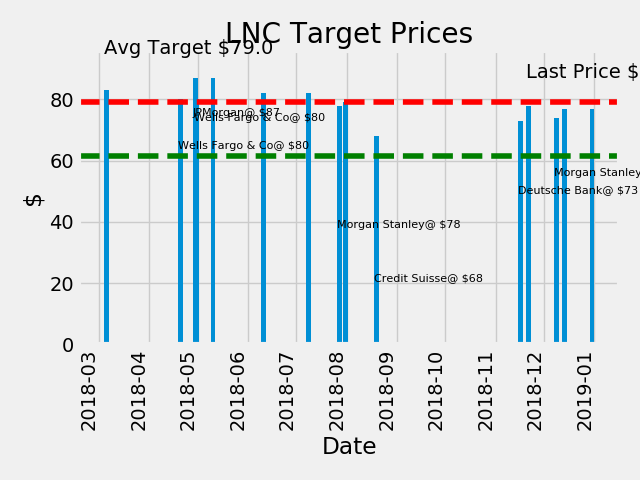 LNC Target Prices
Avg Target $79.0
Last Price $
JPMorgan@ $87
Wells Fargo & Co@ $80
Wells Fargo & Co@ $80
Morgan Stanley
Deutsche Bank@ $73
Morgan Stanley@ $78
Credit Suisse@ $68
80
60
40
20
0
$
2018-03
2018-04
2018-05
2018-06
2018-07
2018-08
2018-09
2018-10
2018-11
2018-12
2019-01
Date